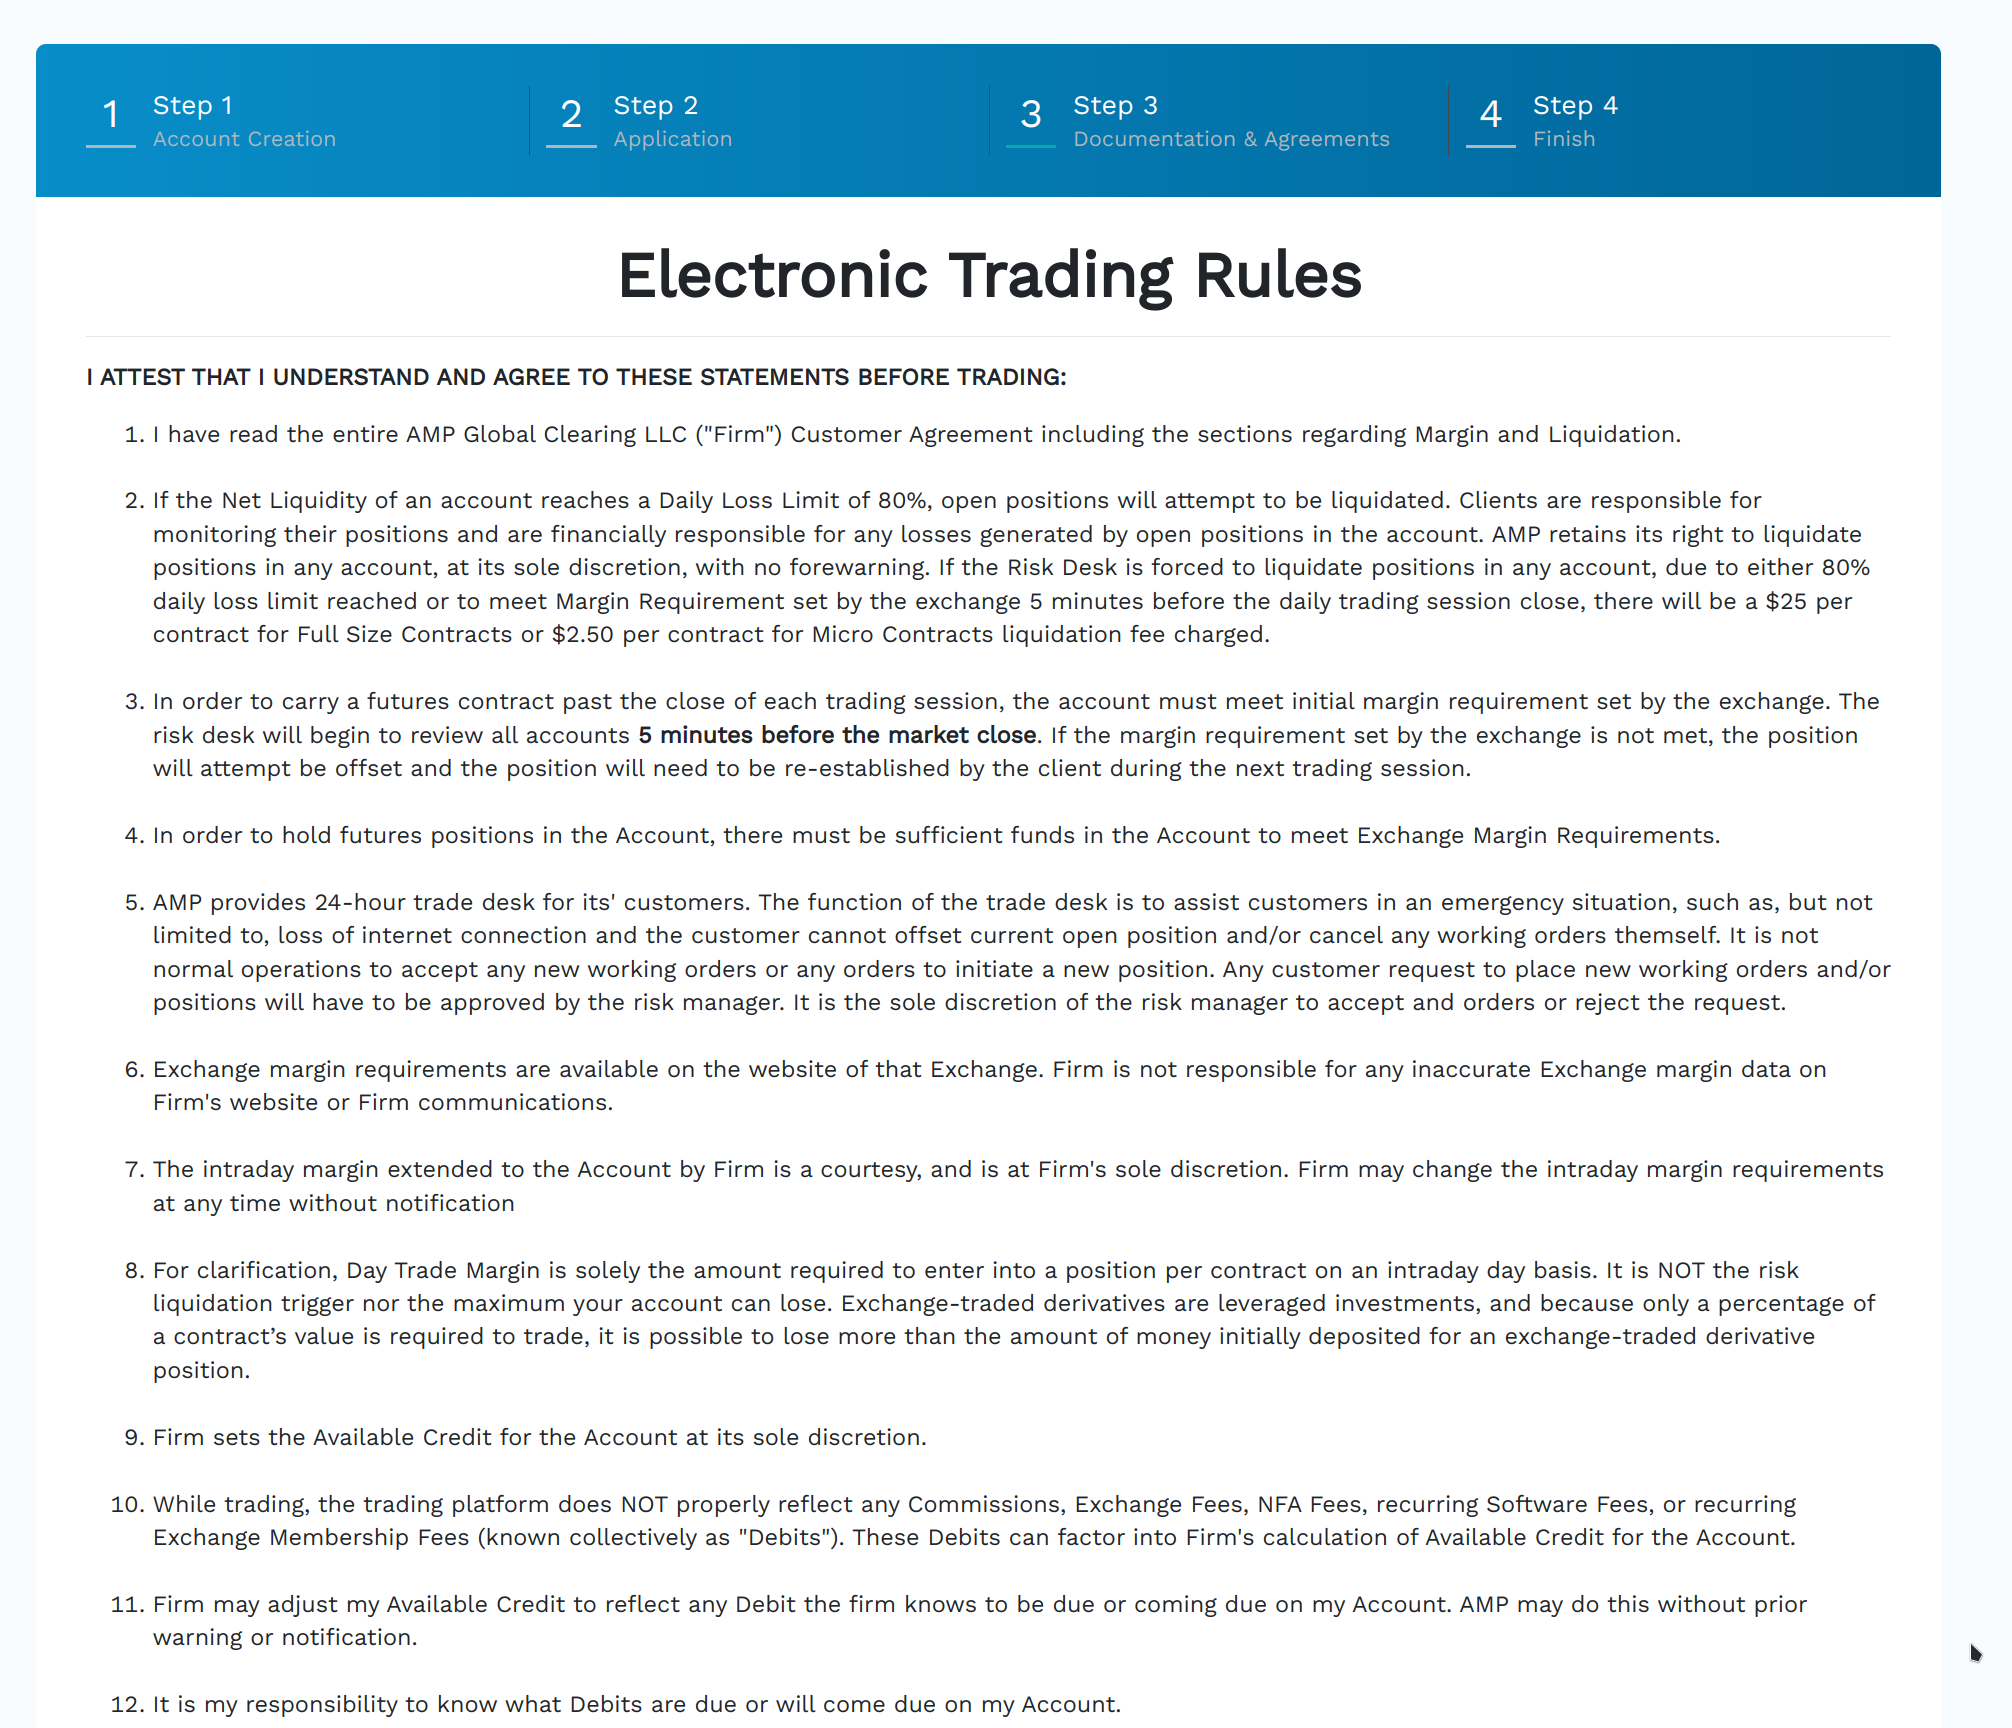 1 Step 1
Account Creation
2 Step 2
Application
3 Step 3
Documentation & Agreements
4 Step 4
Finish
Electronic Trading Rules
I ATTEST THAT I UNDERSTAND AND AGREE TO THESE STATEMENTS BEFORE TRADING:
1. I have read the entire AMP Global Clearing LLC ("Firm") Customer Agreement including the sections regarding Margin and Liquidation.
2. If the Net Liquidity of an account reaches a Daily Loss Limit of 80%, open positions will attempt to be liquidated. Clients are responsible for
monitoring their positions and are financially responsible for any losses generated by open positions in the account. AMP retains its right to liquidate
positions in any account, at its sole discretion, with no forewarning. If the Risk Desk is forced to liquidate positions in any account, due to either 80%
daily loss limit reached or to meet Margin Requirement set by the exchange 5 minutes before the daily trading session close, there will be a $25 per
contract for Full Size Contracts or $2.50 per contract for Micro Contracts liquidation fee charged.
3. In order to carry a futures contract past the close of each trading session, the account must meet initial margin requirement set by the exchange. The
risk desk will begin to review all accounts 5 minutes before the market close. If the margin requirement set by the exchange is not met, the position
will attempt be offset and the position will need to be re-established by the client during the next trading session.
4. In order to hold futures positions in the Account, there must be sufficient funds in the Account to meet Exchange Margin Requirements.
5. AMP provides 24-hour trade desk for its' customers. The function of the trade desk is to assist customers in an emergency situation, such as, but not
limited to, loss of internet connection and the customer cannot offset current open position and/or cancel any working orders themself. It is not
normal operations to accept any new working orders or any orders to initiate a new position. Any customer request to place new working orders and/or
positions will have to be approved by the risk manager. It is the sole discretion of the risk manager to accept and orders or reject the request.
6. Exchange margin requirements are available on the website of that Exchange. Firm is not responsible for any inaccurate Exchange margin data on
Firm's website or Firm communications.
7. The intraday margin extended to the Account by Firm is a courtesy, and is at Firm's sole discretion. Firm may change the intraday margin requirements
at any time without notification
8. For clarification, Day Trade Margin is solely the amount required to enter into a position per contract on an intraday day basis. It is NOT the risk
liquidation trigger nor the maximum your account can lose. Exchange-traded derivatives are leveraged investments, and because only a percentage of
a contract’s value is required to trade, it is possible to lose more than the amount of money initially deposited for an exchange-traded derivative
position.
9. Firm sets the Available Credit for the Account at its sole discretion.
10. While trading, the trading platform does NOT properly reflect any Commissions, Exchange Fees, NFA Fees, recurring Software Fees, or recurring
Exchange Membership Fees (known collectively as "Debits"). These Debits can factor into Firm's calculation of Available Credit for the Account.
11. Firm may adjust my Available Credit to reflect any Debit the firm knows to be due or coming due on my Account. AMP may do this without prior
warning or notification.
12. It is my responsibility to know what Debits are due or will come due on my Account.